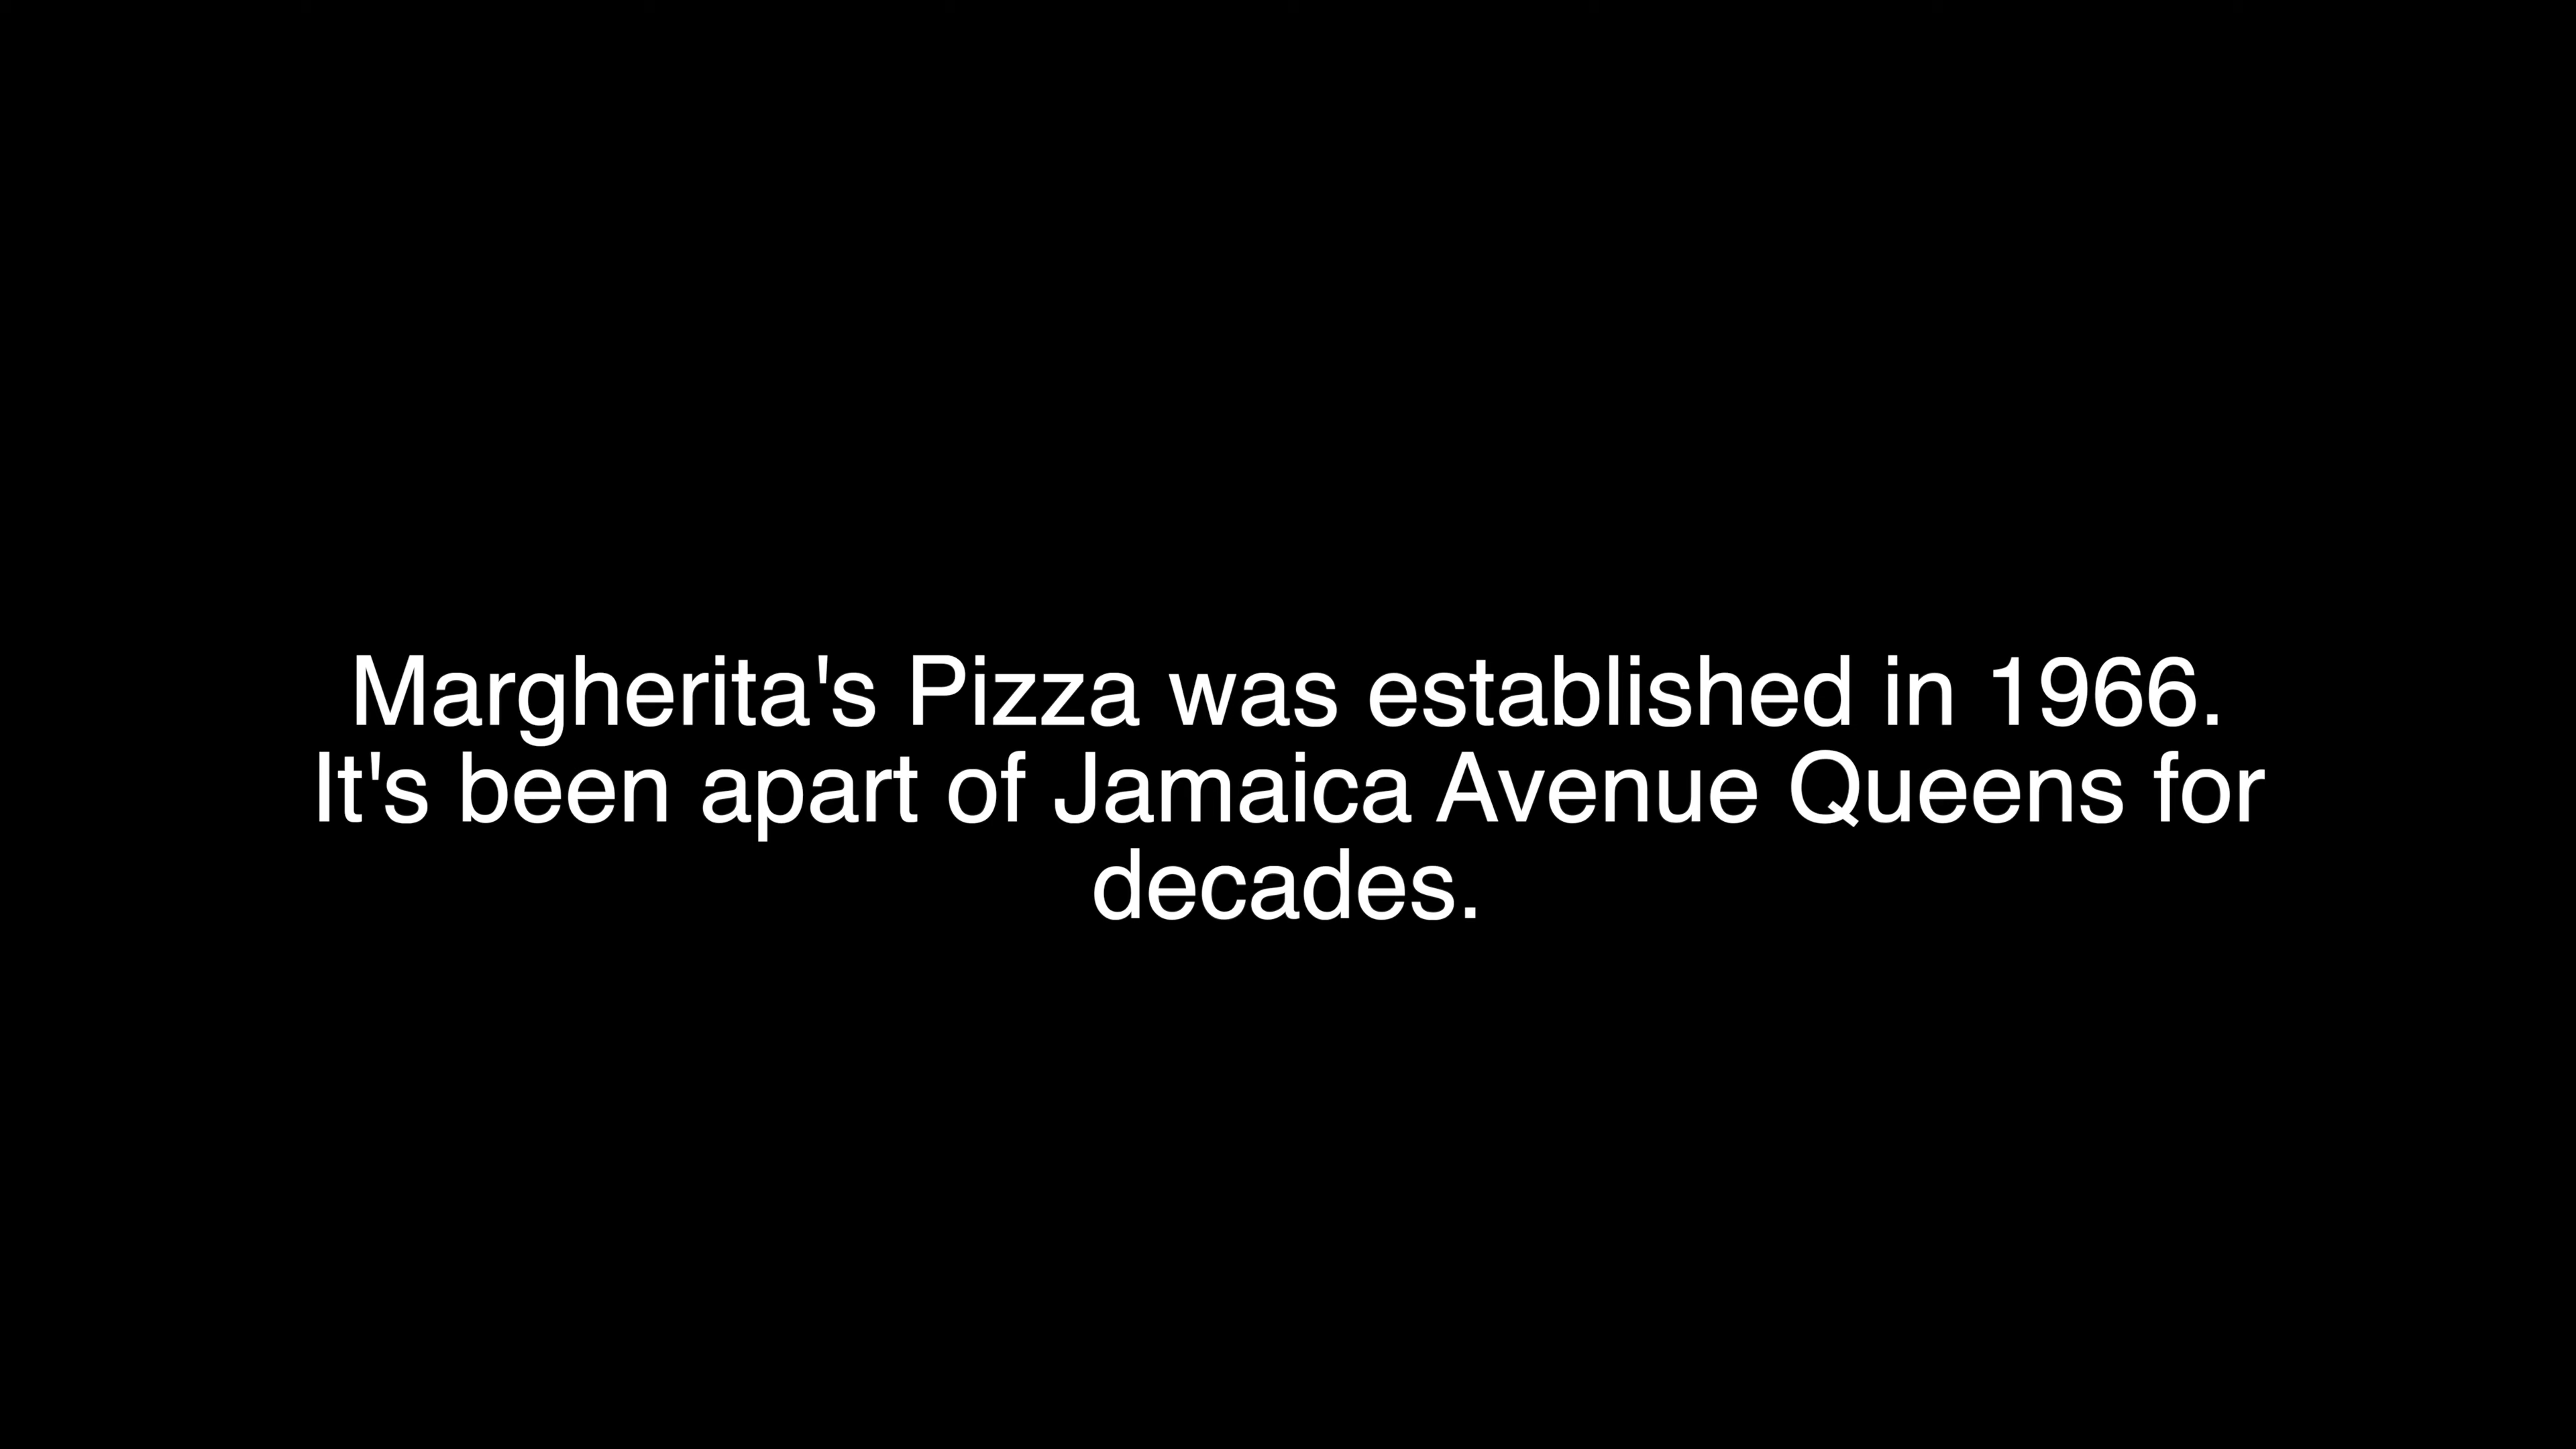 Margherita's Pizza was established in 1966.
It's been apart of Jamaica Avenue Queens for
decades.